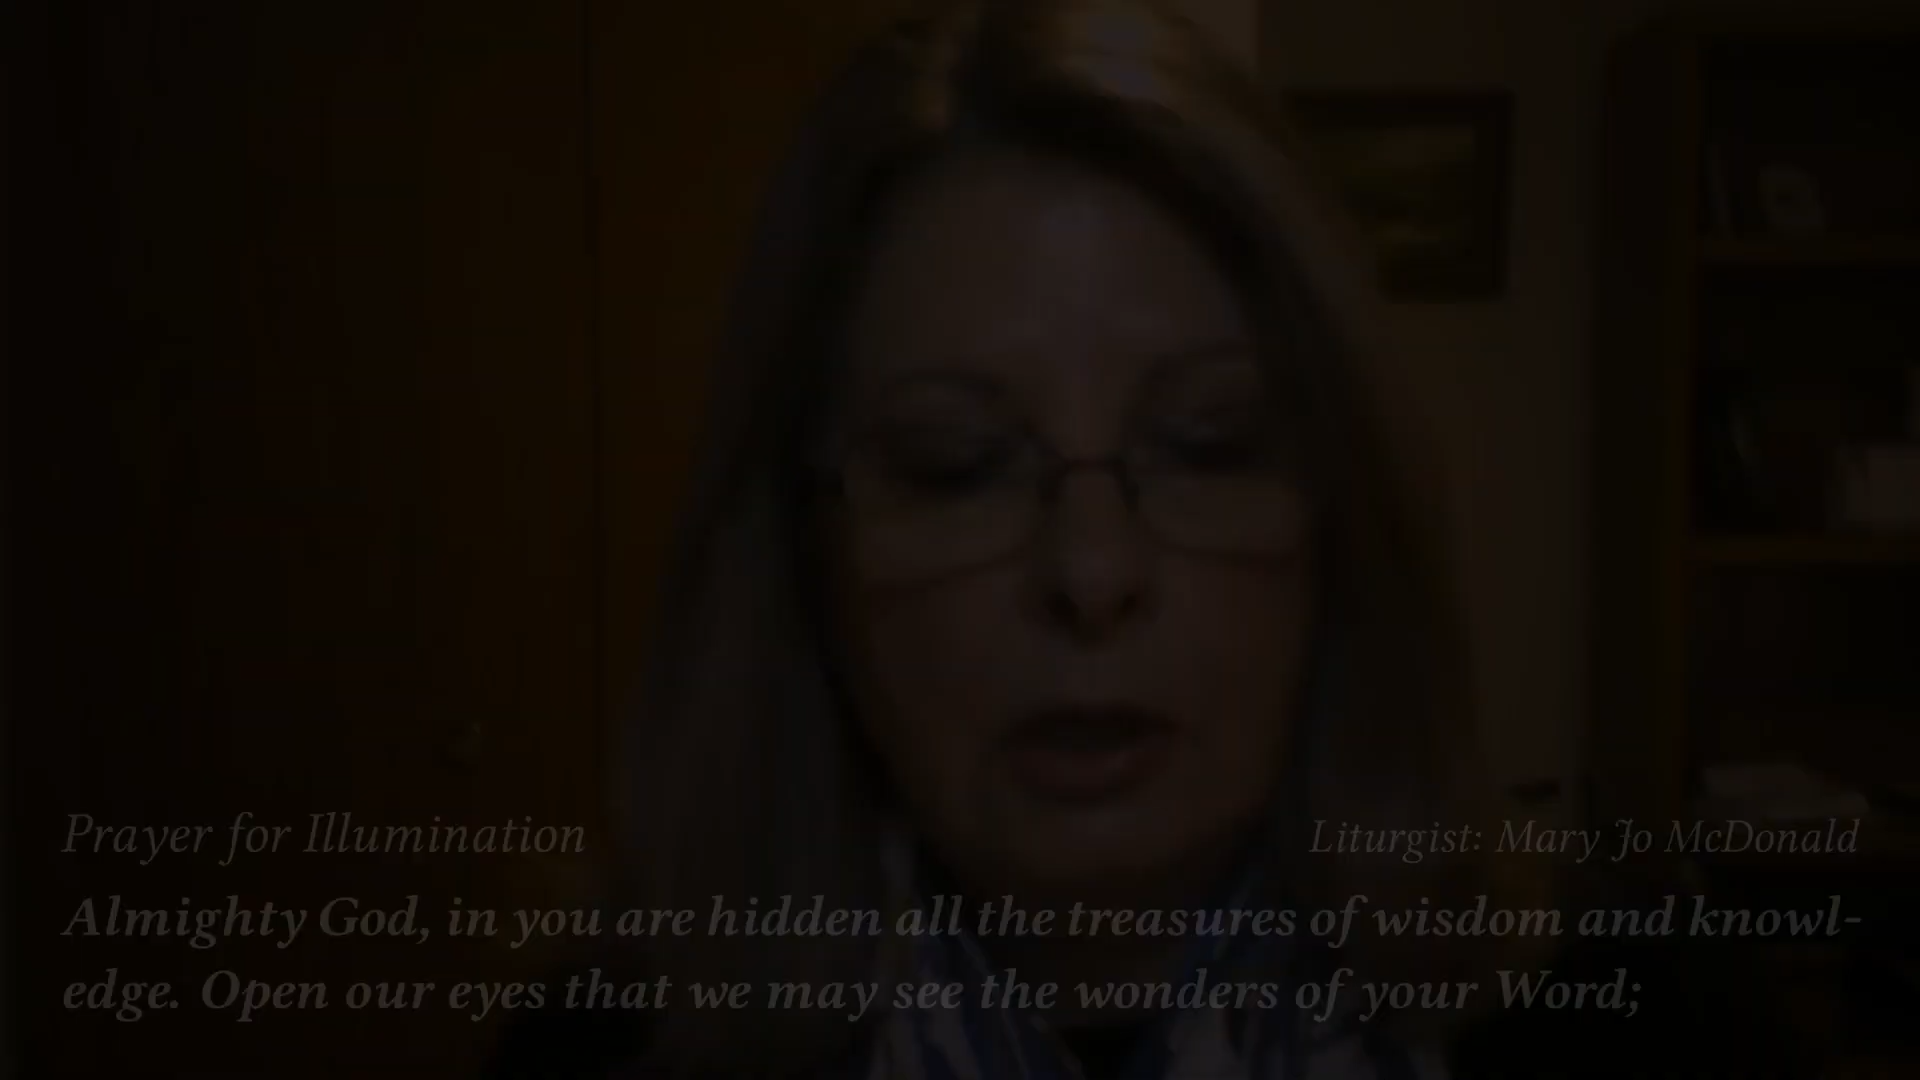 Prayer for Illumination
Liturgist: Mary Jo McDonald
Almighty God, in you are hidden all the treasures of wisdom and knowl-
edge. Open our eyes that we may see the wonders of your Word;